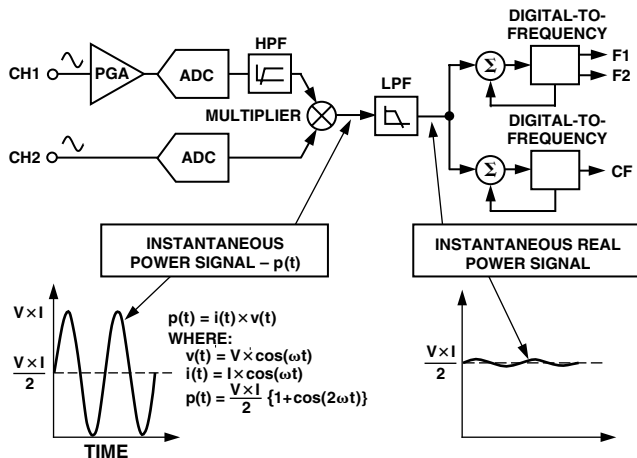 DIGITAL-TO-
FREQUENCY
HPF
CH1
PGA
ADC
Σ
F1
F2
LPF
MULTIPLIER
DIGITAL-TO-
FREQUENCY
CH2
ADC
Σ
CF
INSTANTANEOUS
POWER SIGNAL – p(t)
INSTANTANEOUS REAL
POWER SIGNAL
V × I
p(t) = i(t) × v(t)
WHERE:
v(t) = V × cos(ωt)
i(t) = I × cos(ωt)
p(t) = V × I / 2 {1+cos(2ωt)}
V × I
2
TIME
V × I
2